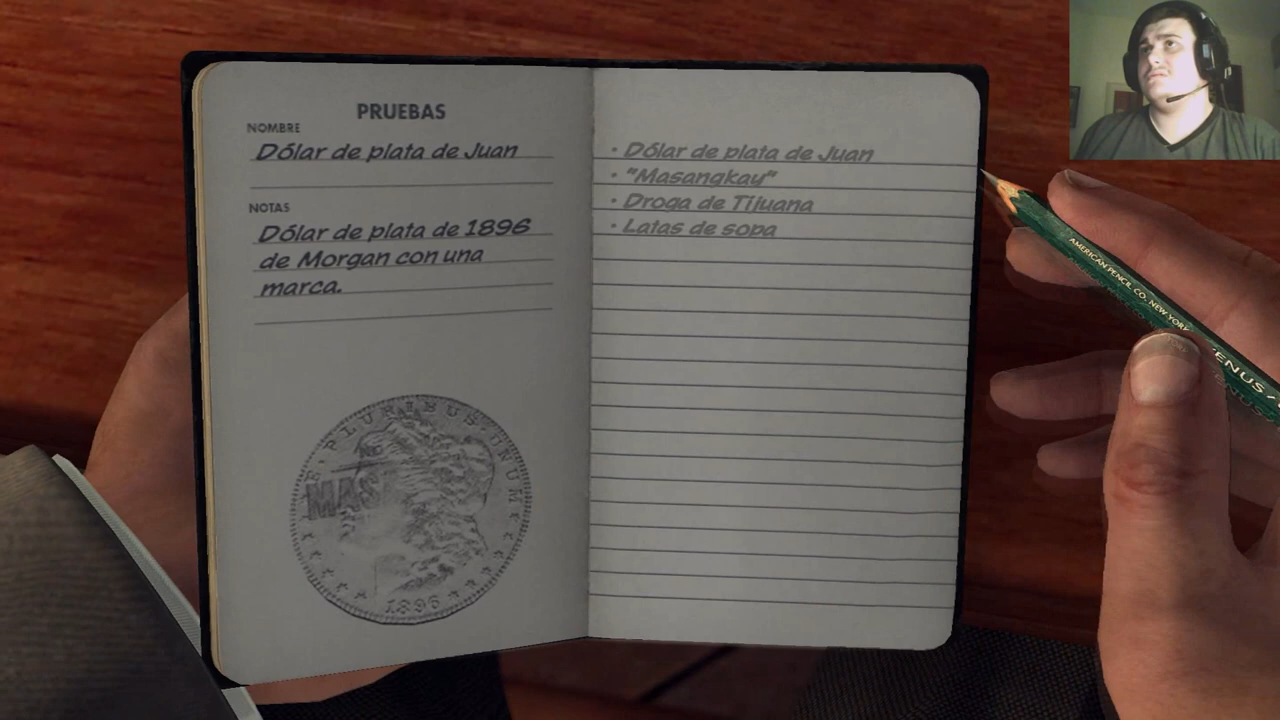 PRUEBAS
NOMBRE
Dólar de plata de Juan
NOTAS
Dólar de plata de 1896
de Morgan con una
marca.
E PLURIBUS UNUM
MAS
1896
• Dólar de plata de Juan
• "Masangkay"
• Droga de Tijuana
• Latas de sopa
AMERICAN PENCIL CO. NEW YORK
VENUS